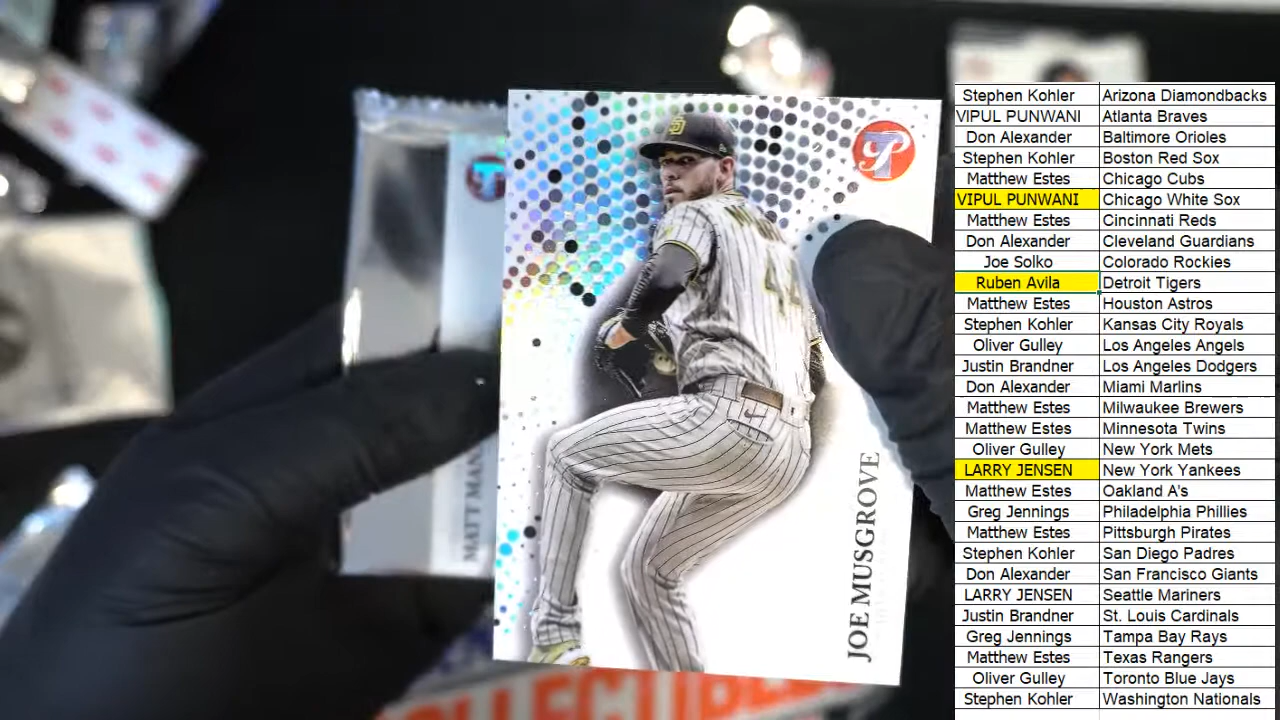 SD
44
JOE MUSGROVE
MATT MAN
COLLECTIBLES
Stephen Kohler Arizona Diamondbacks
VIPUL PUNWANI Atlanta Braves
Don Alexander Baltimore Orioles
Stephen Kohler Boston Red Sox
Matthew Estes Chicago Cubs
VIPUL PUNWANI Chicago White Sox
Matthew Estes Cincinnati Reds
Don Alexander Cleveland Guardians
Joe Solko Colorado Rockies
Ruben Avila Detroit Tigers
Matthew Estes Houston Astros
Stephen Kohler Kansas City Royals
Oliver Gulley Los Angeles Angels
Justin Brandner Los Angeles Dodgers
Don Alexander Miami Marlins
Matthew Estes Milwaukee Brewers
Matthew Estes Minnesota Twins
Oliver Gulley New York Mets
LARRY JENSEN New York Yankees
Matthew Estes Oakland A's
Greg Jennings Philadelphia Phillies
Matthew Estes Pittsburgh Pirates
Stephen Kohler San Diego Padres
Don Alexander San Francisco Giants
LARRY JENSEN Seattle Mariners
Justin Brandner St. Louis Cardinals
Greg Jennings Tampa Bay Rays
Matthew Estes Texas Rangers
Oliver Gulley Toronto Blue Jays
Stephen Kohler Washington Nationals